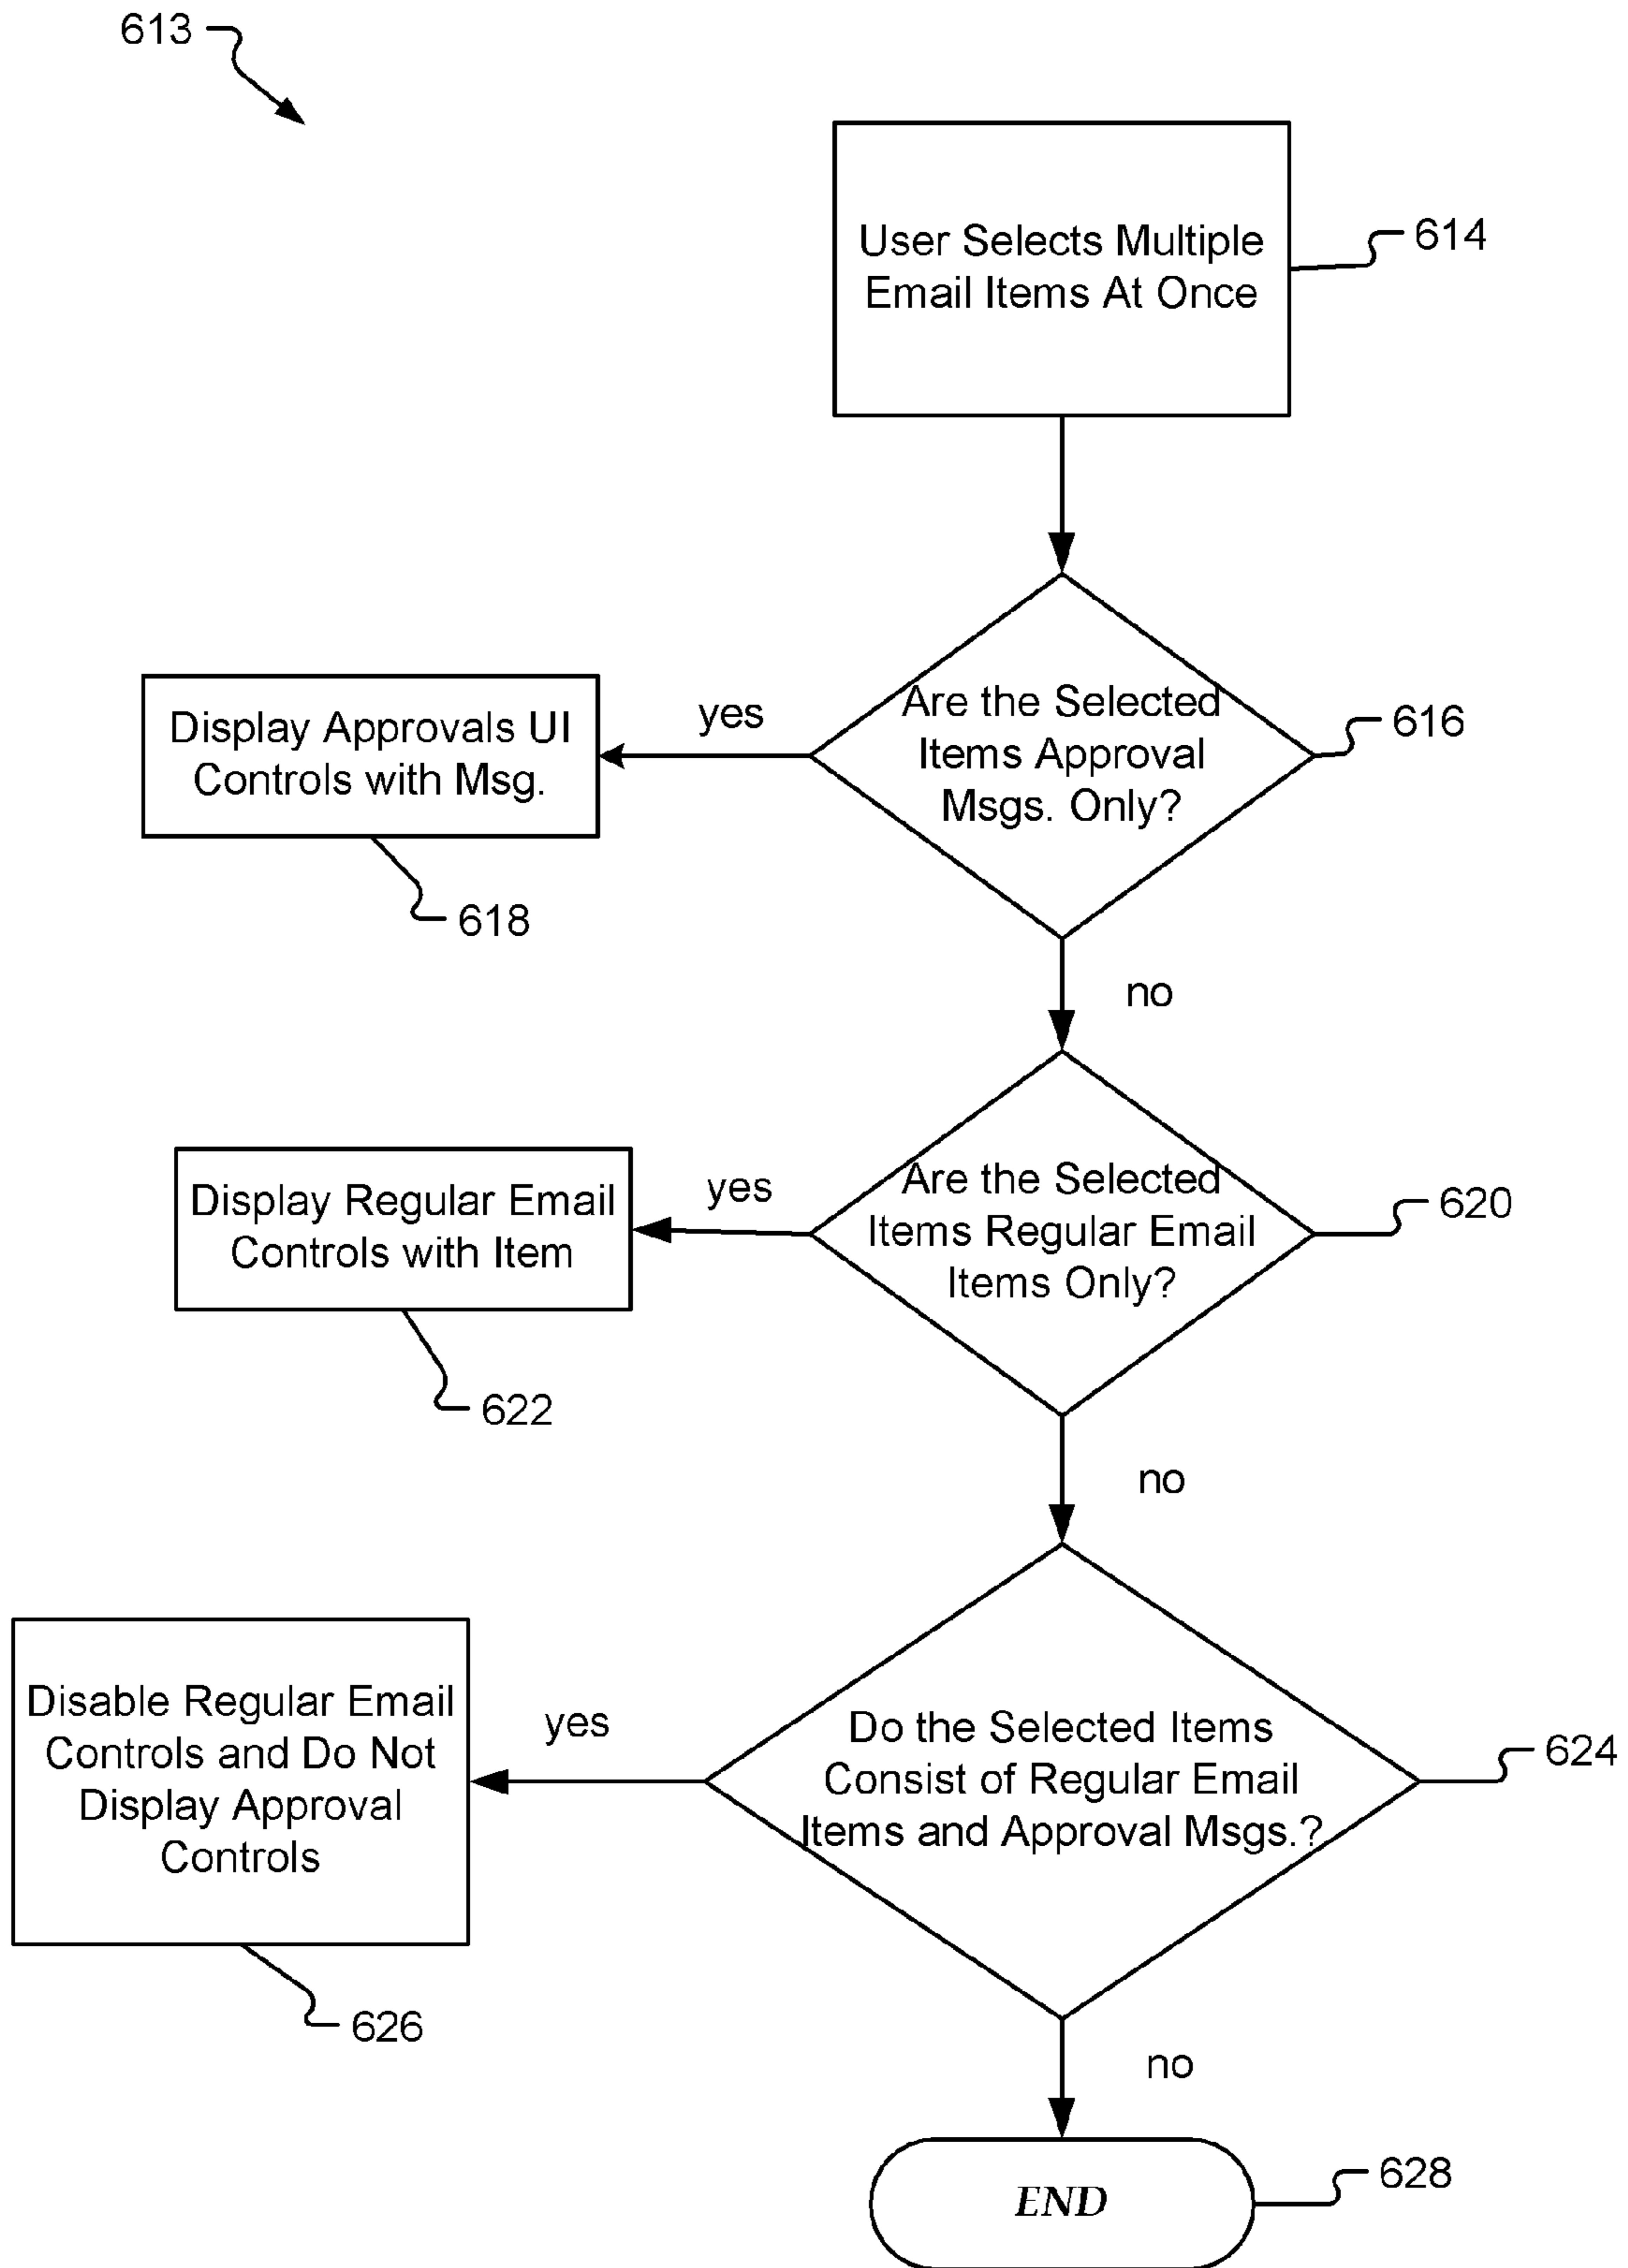 613
User Selects Multiple
Email Items At Once
614
Are the Selected
Items Approval
Msgs. Only?
616
yes
Display Approvals UI
Controls with Msg.
618
no
Are the Selected
Items Regular Email
Items Only?
620
yes
Display Regular Email
Controls with Item
622
no
Do the Selected Items
Consist of Regular Email
Items and Approval Msgs.?
624
yes
Disable Regular Email
Controls and Do Not
Display Approval
Controls
626
no
END
628